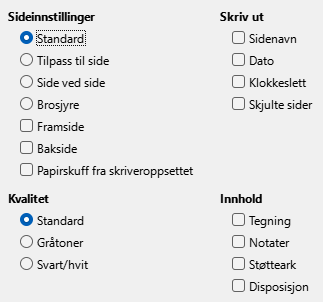 Sideinnstillinger
Standard
Tilpass til side
Side ved side
Brosjyre
Framside
Bakside
Papirskuff fra skriveroppsettet
Skriv ut
Sidenavn
Dato
Klokkeslett
Skjulte sider
Kvalitet
Standard
Gråtoner
Svart/hvit
Innhold
Tegning
Notater
Støtteark
Disposisjon